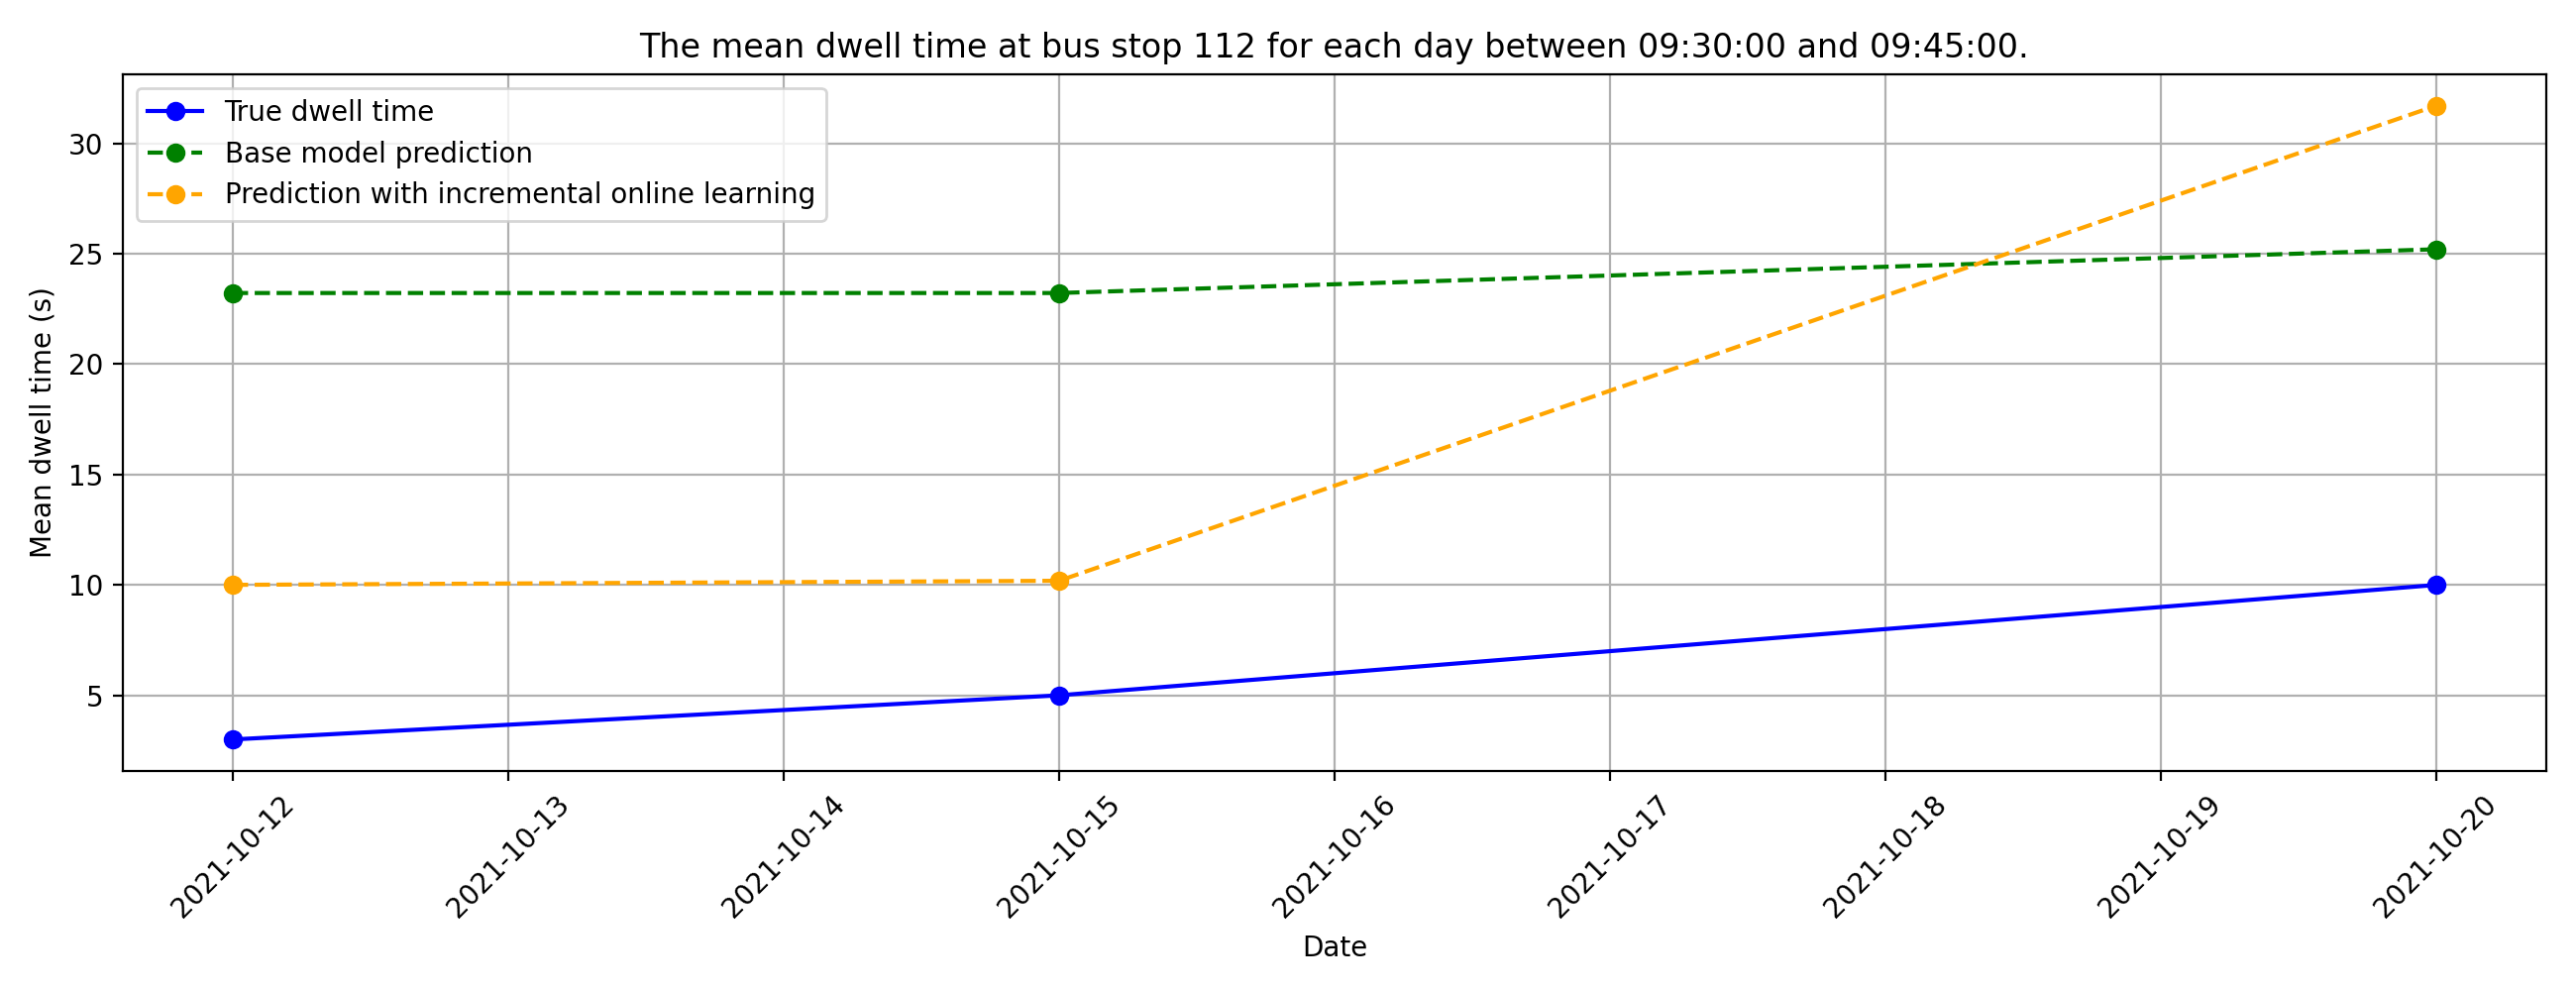 The mean dwell time at bus stop 112 for each day between 09:30:00 and 09:45:00.
True dwell time
Base model prediction
Prediction with incremental online learning
Mean dwell time (s)
30
25
20
15
10
5
2021-10-12
2021-10-13
2021-10-14
2021-10-15
2021-10-16
2021-10-17
2021-10-18
2021-10-19
2021-10-20
Date